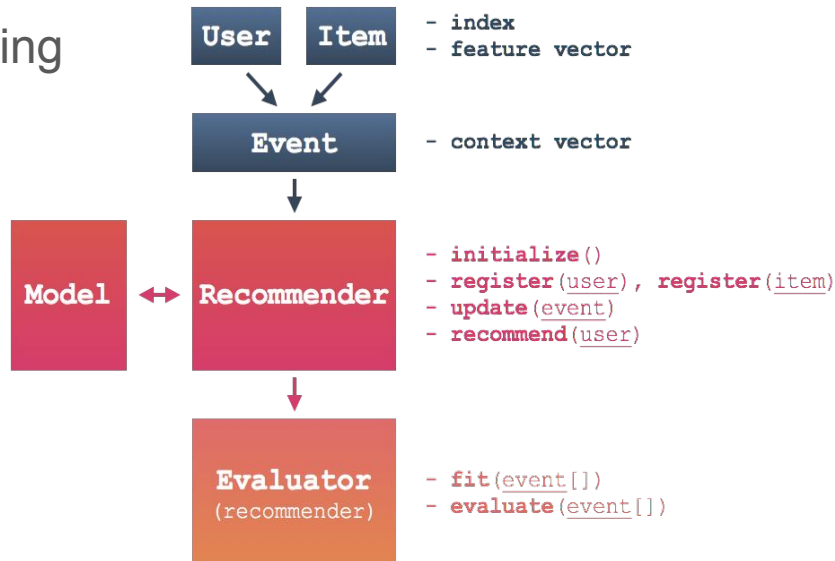 ing
User Item
- index
- feature vector
Event
- context vector
Model
Recommender
- initialize()
- register(user), register(item)
- update(event)
- recommend(user)
Evaluator
(recommender)
- fit(event[])
- evaluate(event[])